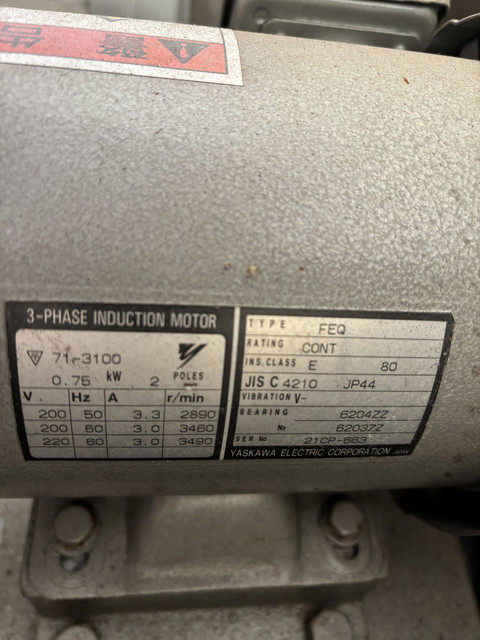 3-PHASE INDUCTION MOTOR
71-3100
0.75 kW 2 POLES
V Hz A r/min
200 50 3.3 2890
200 60 3.0 3460
220 60 3.0 3490
TYPE FEQ
RATING CONT
INS.CLASS E 80
JIS C 4210 JP44
VIBRATION V-
BEARING 6204ZZ
No 6203ZZ
SER No 21CP-663
YASKAWA ELECTRIC CORPORATION JAPAN